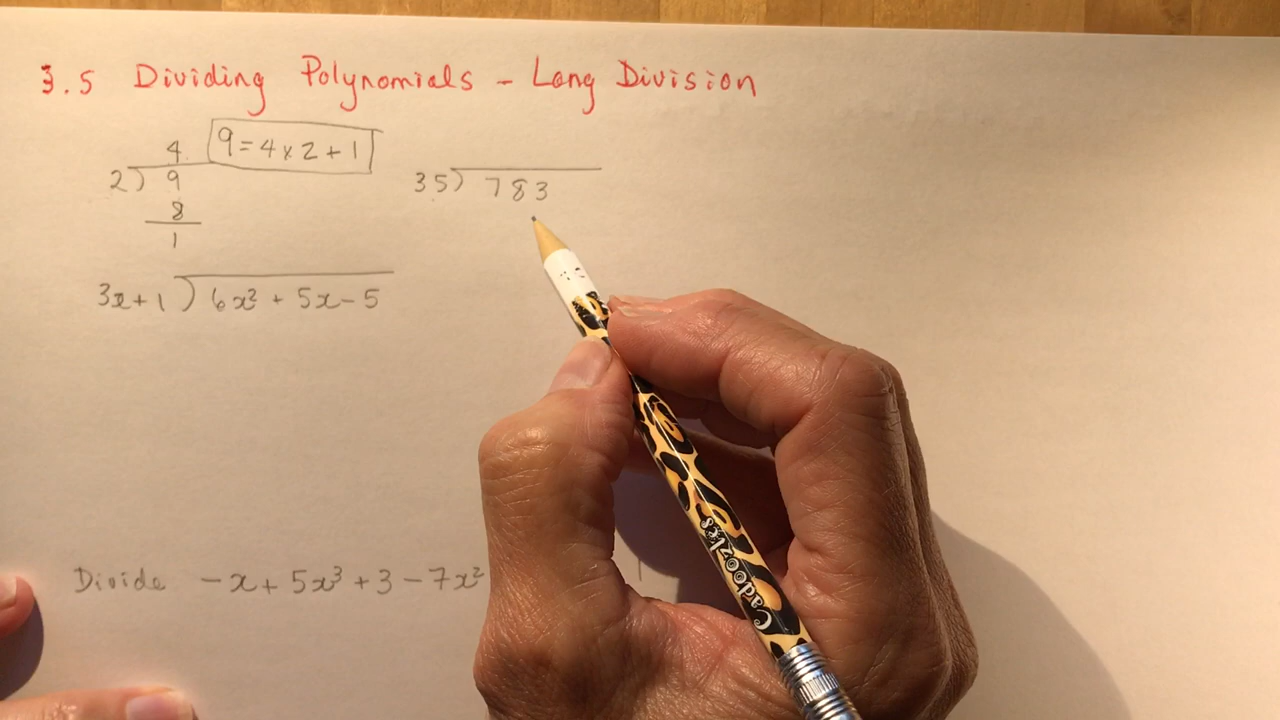 3.5 Dividing Polynomials - Long Division
4
9 = 4 x 2 + 1
2) 9
8
1
35) 783
3x+1 ) 6x² + 5x - 5
Divide -x + 5x³ + 3 - 7x²
Cadoozles